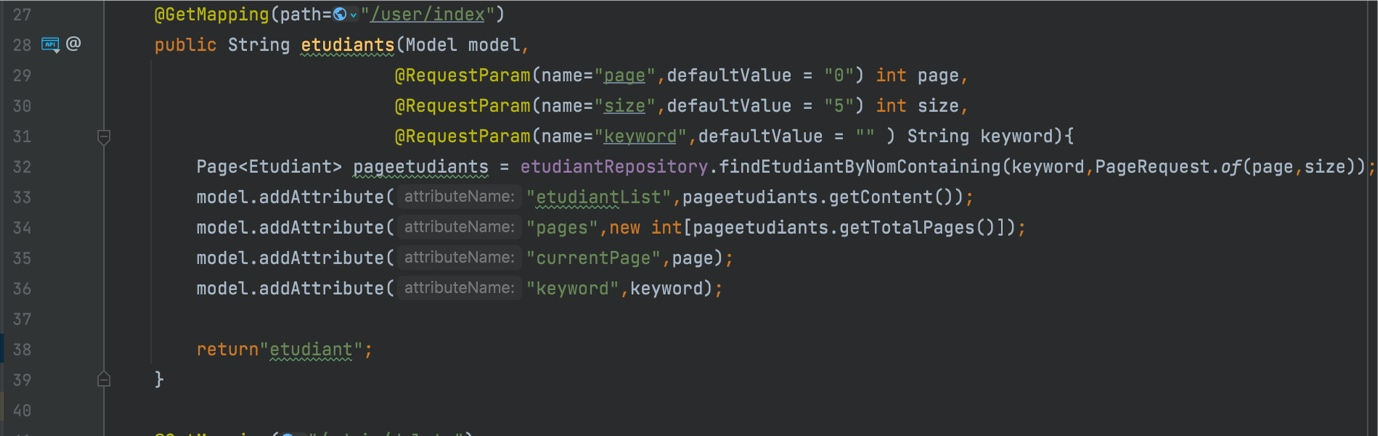 27 @GetMapping(path="/user/index")
28 API @ public String etudiants(Model model,
29 @RequestParam(name="page",defaultValue = "0") int page,
30 @RequestParam(name="size",defaultValue = "5") int size,
31 @RequestParam(name="keyword",defaultValue = "" ) String keyword){
32 Page<Etudiant> pageetudiants = etudiantRepository.findEtudiantByNomContaining(keyword,PageRequest.of(page,size));
33 model.addAttribute( attributeName: "etudiantList",pageetudiants.getContent());
34 model.addAttribute( attributeName: "pages",new int[pageetudiants.getTotalPages()]);
35 model.addAttribute( attributeName: "currentPage",page);
36 model.addAttribute( attributeName: "keyword",keyword);
37
38 return"etudiant";
39 }
40